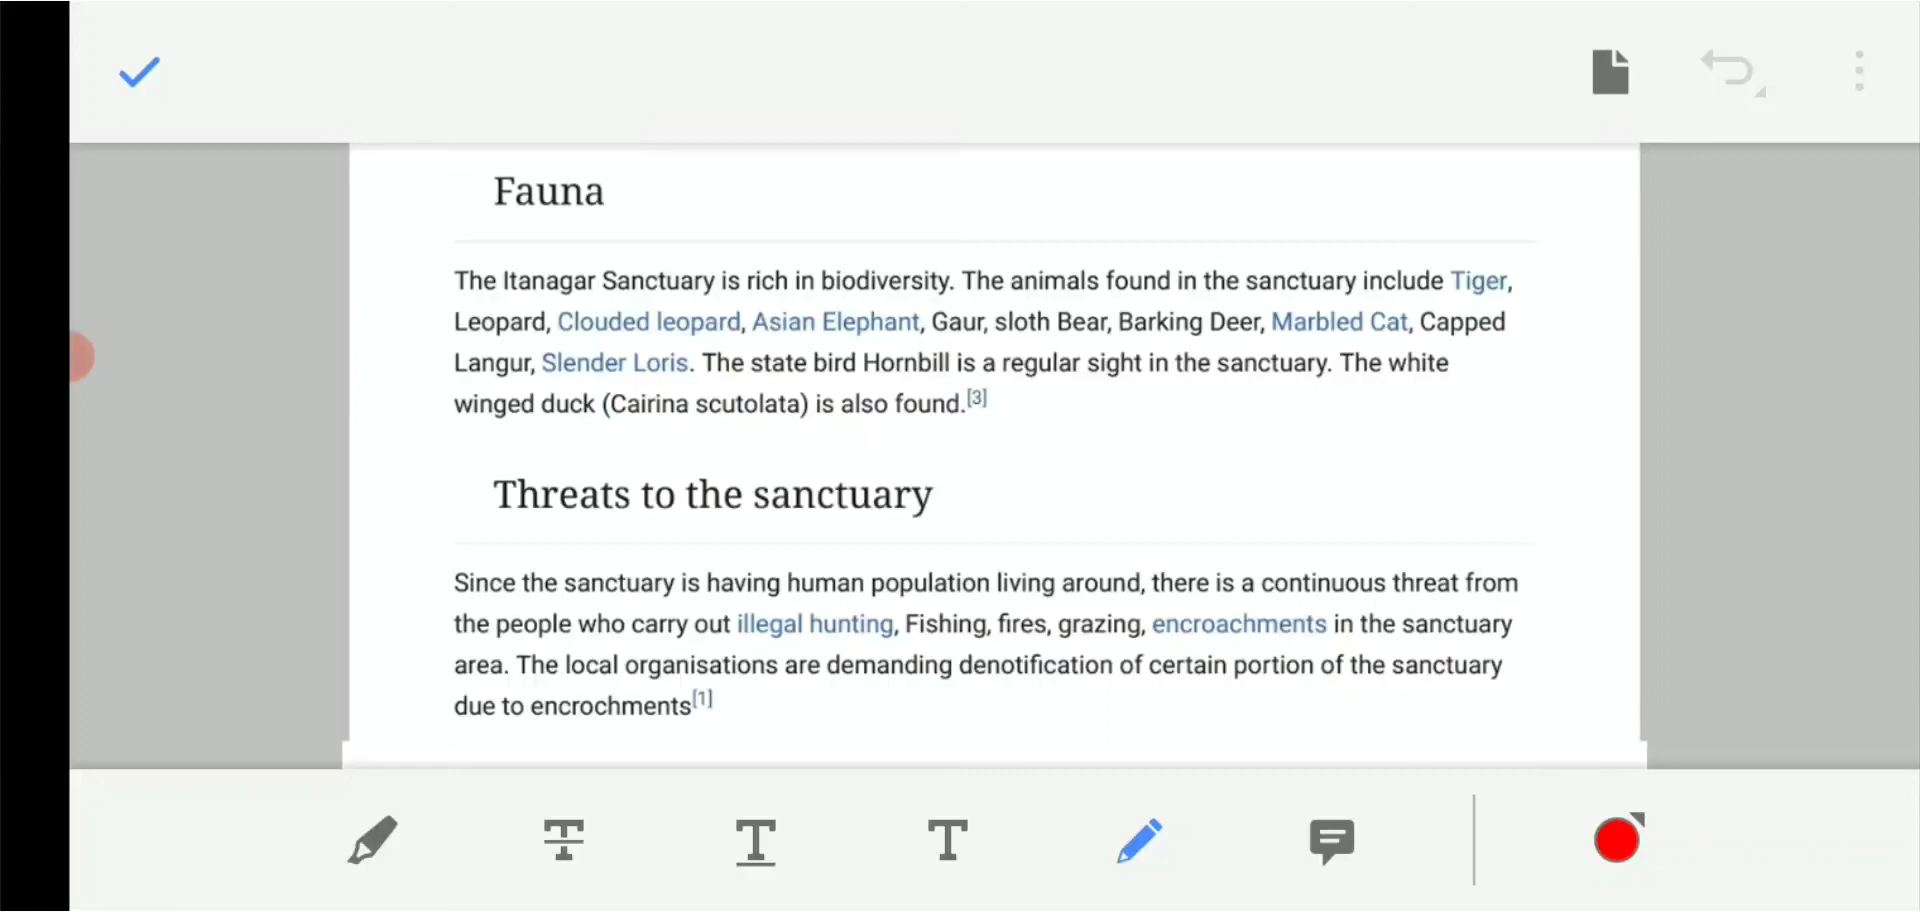 Fauna
The Itanagar Sanctuary is rich in biodiversity. The animals found in the sanctuary include Tiger,
Leopard, Clouded leopard, Asian Elephant, Gaur, sloth Bear, Barking Deer, Marbled Cat, Capped
Langur, Slender Loris. The state bird Hornbill is a regular sight in the sanctuary. The white
winged duck (Cairina scutolata) is also found.[3]
Threats to the sanctuary
Since the sanctuary is having human population living around, there is a continuous threat from
the people who carry out illegal hunting, Fishing, fires, grazing, encroachments in the sanctuary
area. The local organisations are demanding denotification of certain portion of the sanctuary
due to encrochments[1]